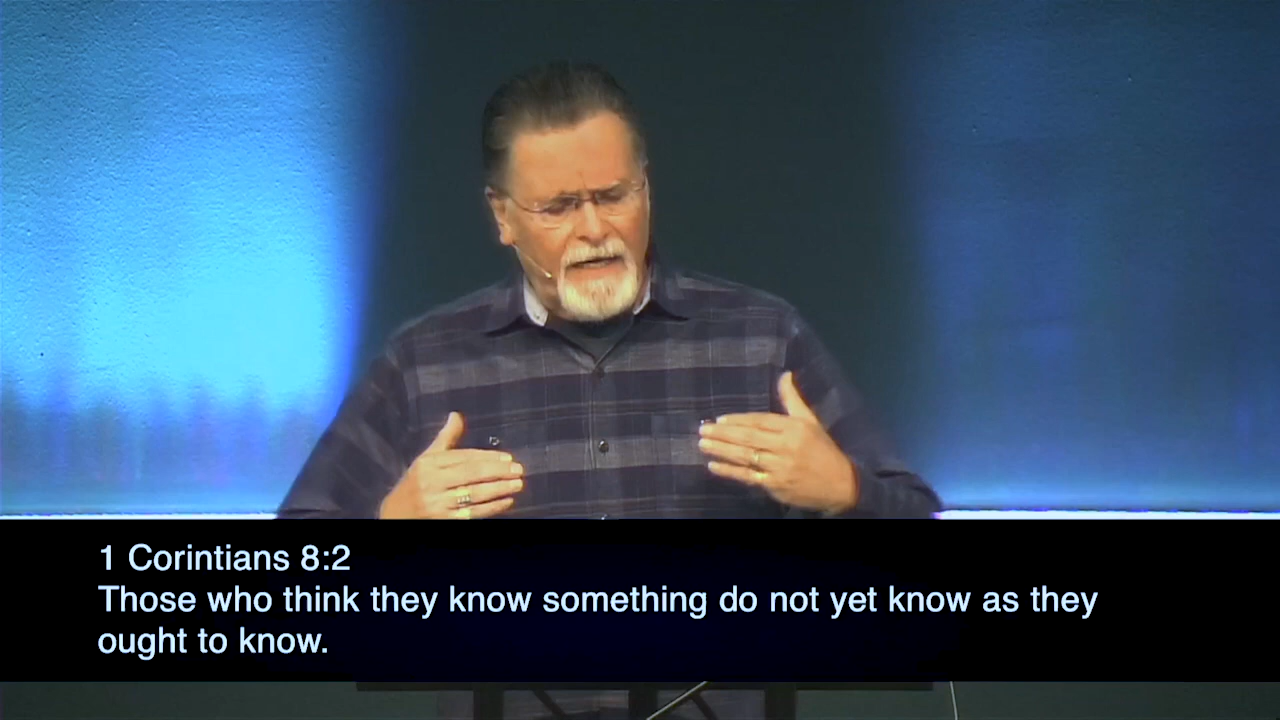 1 Corintians 8:2
Those who think they know something do not yet know as they
ought to know.